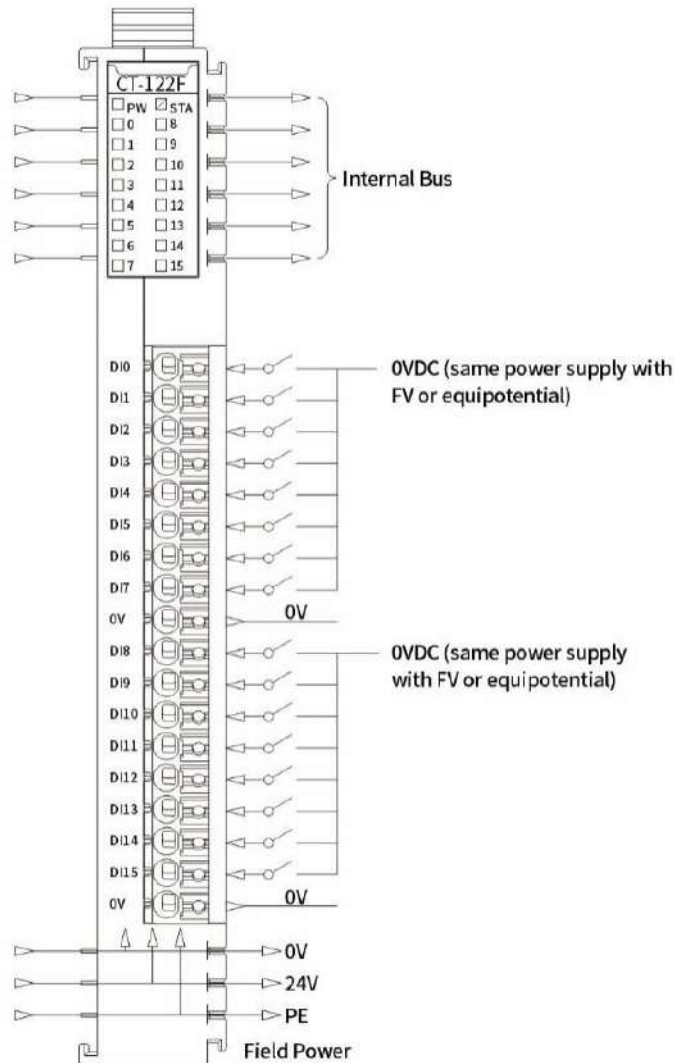 CT-122F
PW STA
0 8
1 9
2 10
3 11
4 12
5 13
6 14
7 15
Internal Bus
DI0
DI1
DI2
DI3
DI4
DI5
DI6
DI7
0V
DI8
DI9
DI10
DI11
DI12
DI13
DI14
DI15
0V
0VDC (same power supply with
FV or equipotential)
0V
0VDC (same power supply
with FV or equipotential)
0V
0V
24V
PE
Field Power